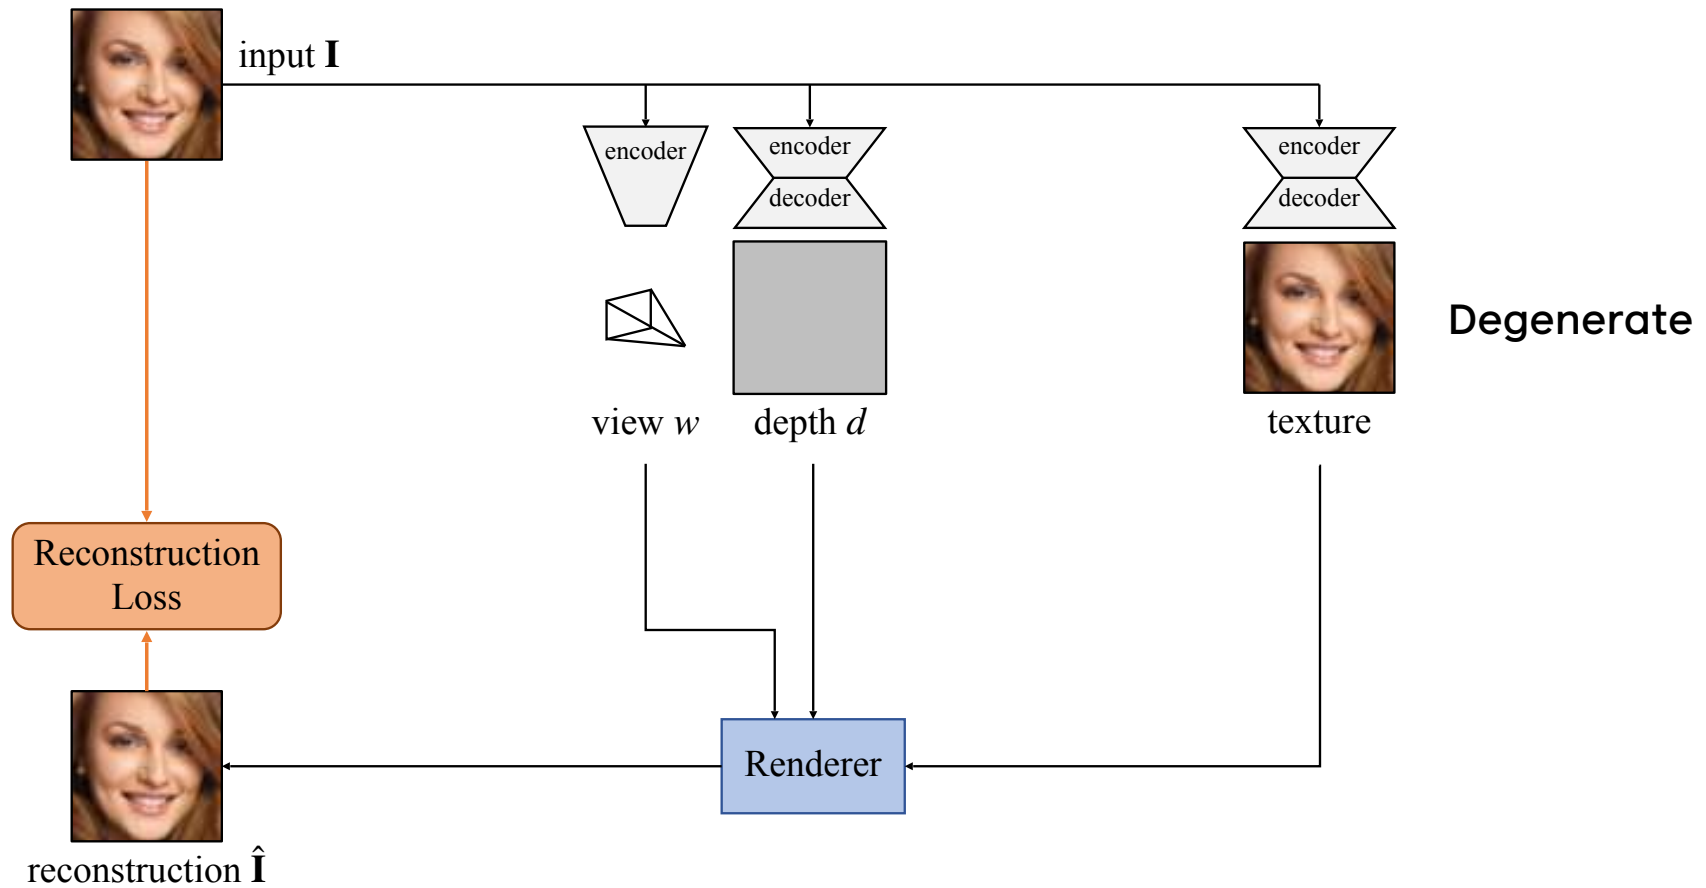 input I
encoder
encoder
decoder
encoder
decoder
Degenerate
view w
depth d
texture
Reconstruction
Loss
Renderer
reconstruction Î